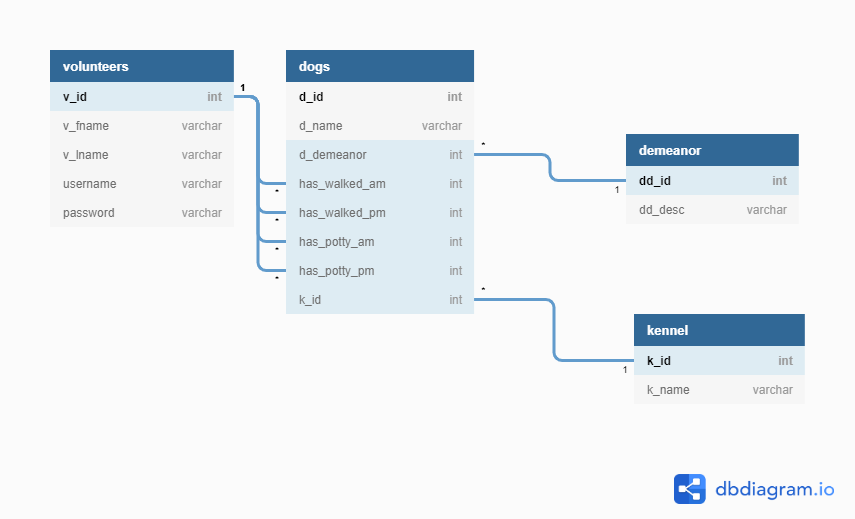 volunteers
v_id int
v_fname varchar
v_lname varchar
username varchar
password varchar
1
*
*
*
*
dogs
d_id int
d_name varchar
d_demeanor int
has_walked_am int
has_walked_pm int
has_potty_am int
has_potty_pm int
k_id int
*
1
*
1
demeanor
dd_id int
dd_desc varchar
kennel
k_id int
k_name varchar
dbdiagram.io